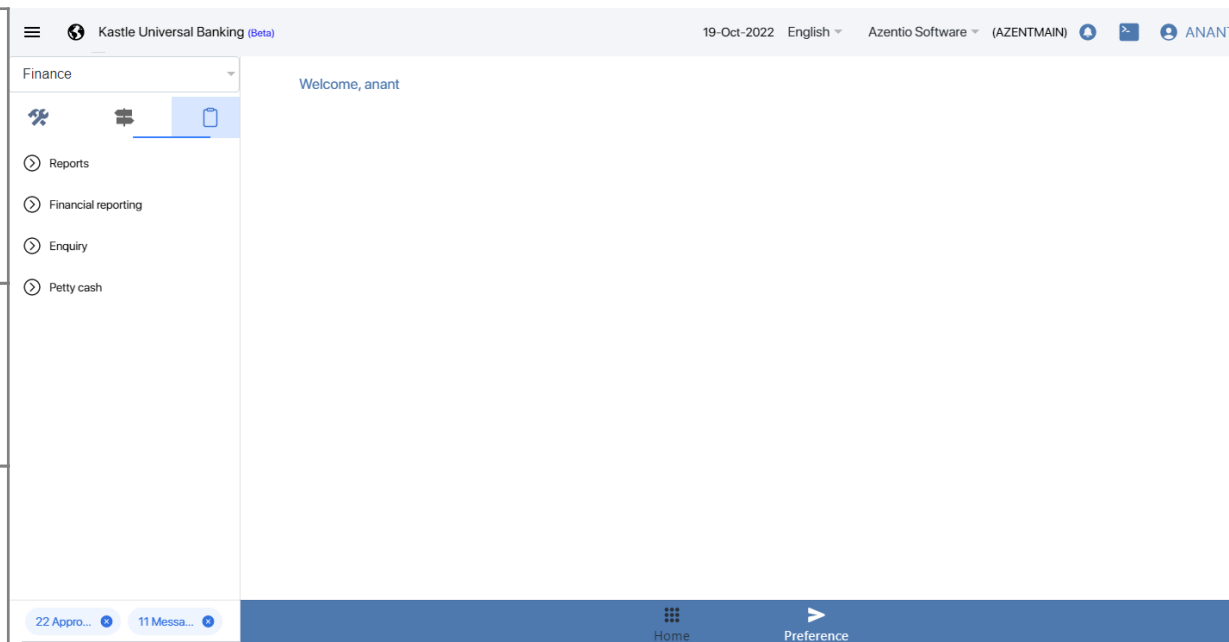 Kastle Universal Banking (Beta) 19-Oct-2022 English Azentio Software (AZENTMAIN) ANANT
Finance
Welcome, anant
Reports
Financial reporting
Enquiry
Petty cash
22 Appro... 11 Messa...
Home Preference